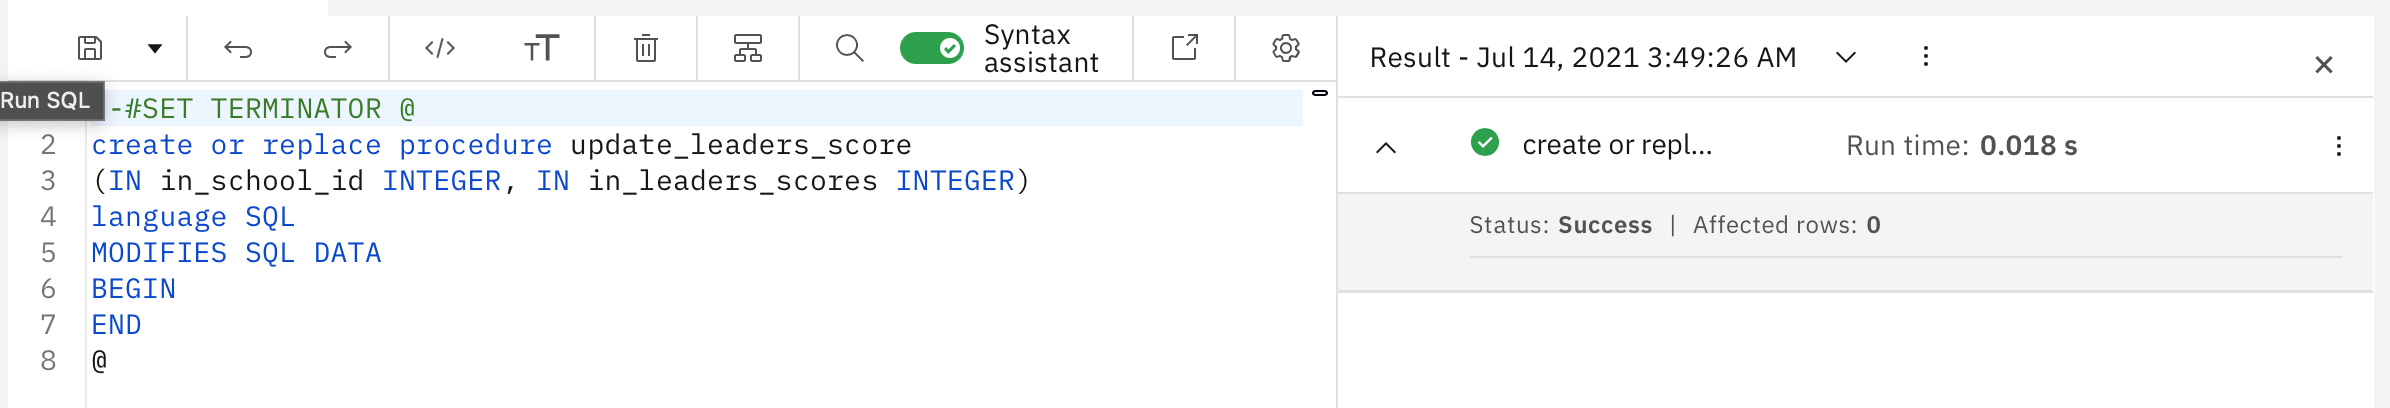 Syntax
assistant
Run SQL
-#SET TERMINATOR @
2 create or replace procedure update_leaders_score
3 (IN in_school_id INTEGER, IN in_leaders_scores INTEGER)
4 language SQL
5 MODIFIES SQL DATA
6 BEGIN
7 END
8 @
Result - Jul 14, 2021 3:49:26 AM
create or repl... Run time: 0.018 s
Status: Success | Affected rows: 0